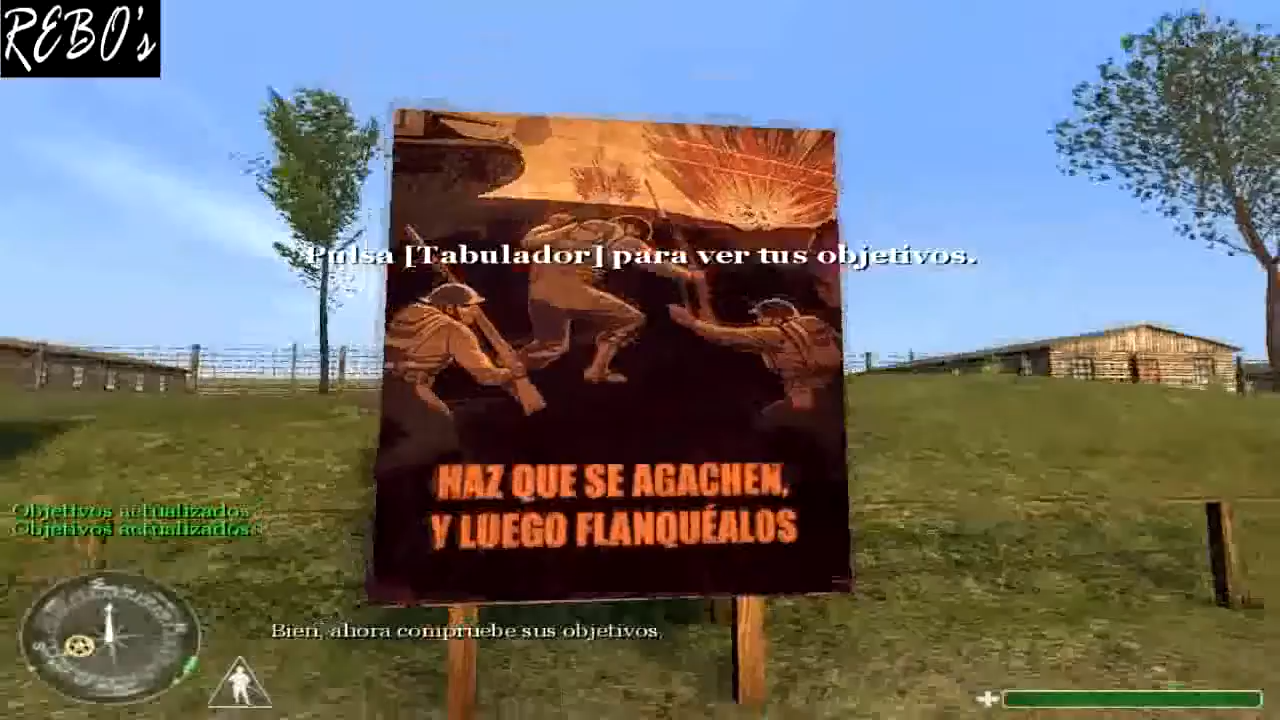 REBO's
Pulsa [Tabulador] para ver tus objetivos.
HAZ QUE SE AGACHEN,
Y LUEGO FLANQUÉALOS
Objetivos actualizados.
Objetivos actualizados.
Bien, ahora compruebe sus objetivos.